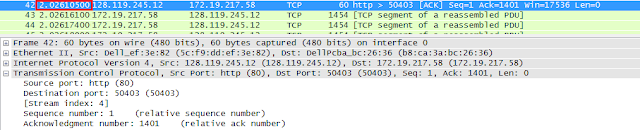 42 2.02610500 128.119.245.12 172.19.217.58 TCP 60 http > 50403 [ACK] Seq=1 Ack=1401 Win=17536 Len=0
43 2.02616100 128.119.245.12 172.19.217.58 TCP 1454 [TCP segment of a reassembled PDU]
44 2.02617400 128.119.245.12 172.19.217.58 TCP 1454 [TCP segment of a reassembled PDU]
Frame 42: 60 bytes on wire (480 bits), 60 bytes captured (480 bits) on interface 0
Ethernet II, Src: Dell_ef:3e:82 (5c:f9:dd:ef:3e:82), Dst: DellPcba_bc:26:36 (b8:ca:3a:bc:26:36)
Internet Protocol Version 4, Src: 128.119.245.12 (128.119.245.12), Dst: 172.19.217.58 (172.19.217.58)
Transmission Control Protocol, Src Port: http (80), Dst Port: 50403 (50403), Seq: 1, Ack: 1401, Len: 0
Source port: http (80)
Destination port: 50403 (50403)
[Stream index: 4]
Sequence number: 1 (relative sequence number)
Acknowledgment number: 1401 (relative ack number)